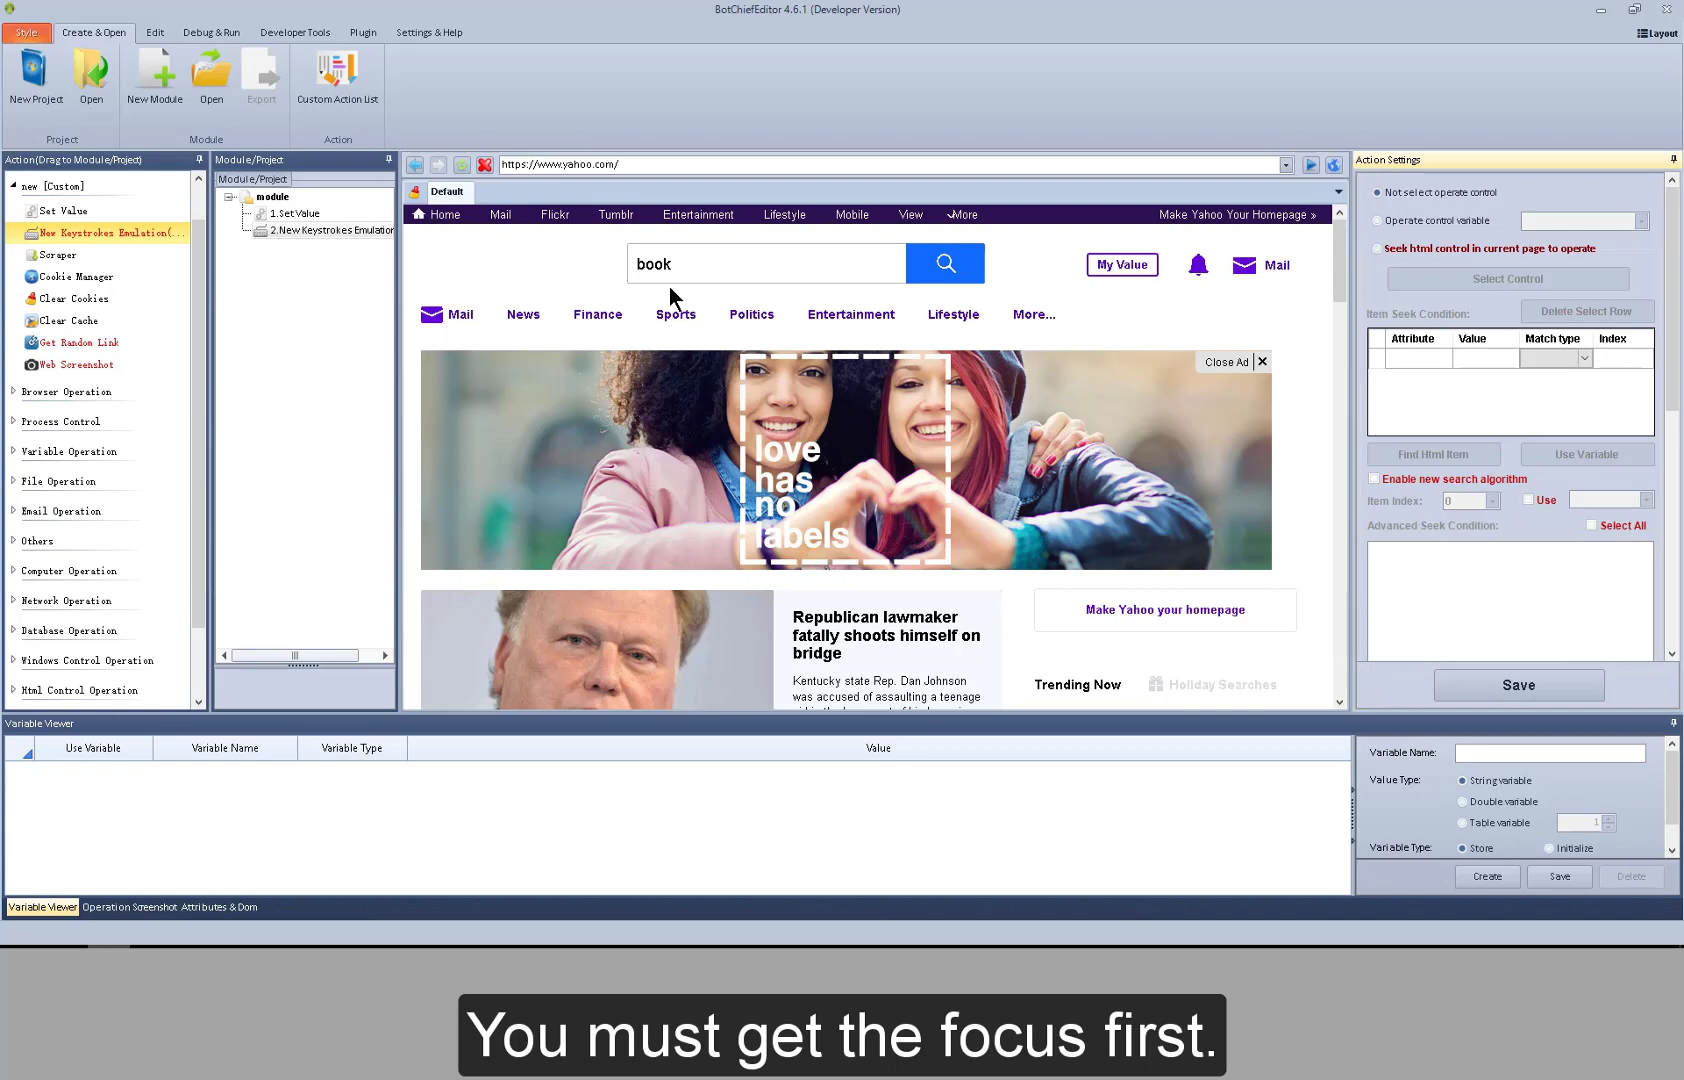 BotChiefEditor 4.6.1 (Developer Version)
Style
Create & Open
Edit
Debug & Run
Developer Tools
Plugin
Settings & Help
Layout
New Project
Open
New Module
Open
Export
Custom Action List
Project
Module
Action
Action(Drag to Module/Project)
new [Custom]
Set Value
New Keystrokes Emulation(...
Scraper
Cookie Manager
Clear Cookies
Clear Cache
Get Random Link
Web Screenshot
Browser Operation
Process Control
Variable Operation
File Operation
Email Operation
Others
Computer Operation
Network Operation
Database Operation
Windows Control Operation
Html Control Operation
Module/Project
Module/Project
module
1.Set Value
2.New Keystrokes Emulation
https://www.yahoo.com/
Default
Home
Mail
Flickr
Tumblr
Entertainment
Lifestyle
Mobile
View
More
Make Yahoo Your Homepage »
book
My Value
Mail
Mail
News
Finance
Sports
Politics
Entertainment
Lifestyle
More...
Close Ad
love
has
no
labels
Republican lawmaker
fatally shoots himself on
bridge
Kentucky state Rep. Dan Johnson
was accused of assaulting a teenage
Make Yahoo your homepage
Trending Now
Holiday Searches
Action Settings
Not select operate control
Operate control variable
Seek html control in current page to operate
Select Control
Item Seek Condition:
Delete Select Row
Attribute
Value
Match type
Index
Find Html Item
Use Variable
Enable new search algorithm
Item Index:
0
Use
Advanced Seek Condition:
Select All
Save
Variable Viewer
Use Variable
Variable Name
Variable Type
Value
Variable Name:
Value Type:
String variable
Double variable
Table variable
1
Variable Type:
Store
Initialize
Create
Save
Delete
Variable Viewer
Operation Screenshot
Attributes & Dom
You must get the focus first.